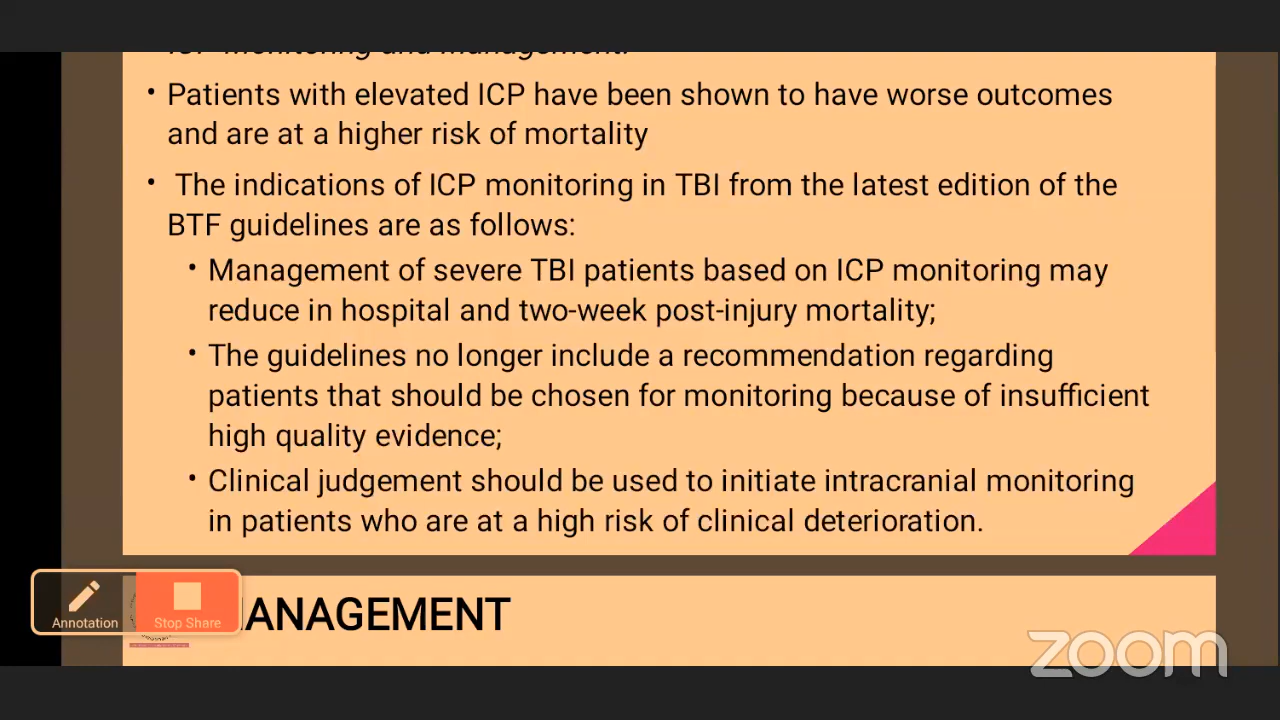 ICP monitoring and management.
• Patients with elevated ICP have been shown to have worse outcomes
and are at a higher risk of mortality
• The indications of ICP monitoring in TBI from the latest edition of the
BTF guidelines are as follows:
• Management of severe TBI patients based on ICP monitoring may
reduce in hospital and two-week post-injury mortality;
• The guidelines no longer include a recommendation regarding
patients that should be chosen for monitoring because of insufficient
high quality evidence;
• Clinical judgement should be used to initiate intracranial monitoring
in patients who are at a high risk of clinical deterioration.
Annotation
Stop Share
ANAGEMENT
zoom